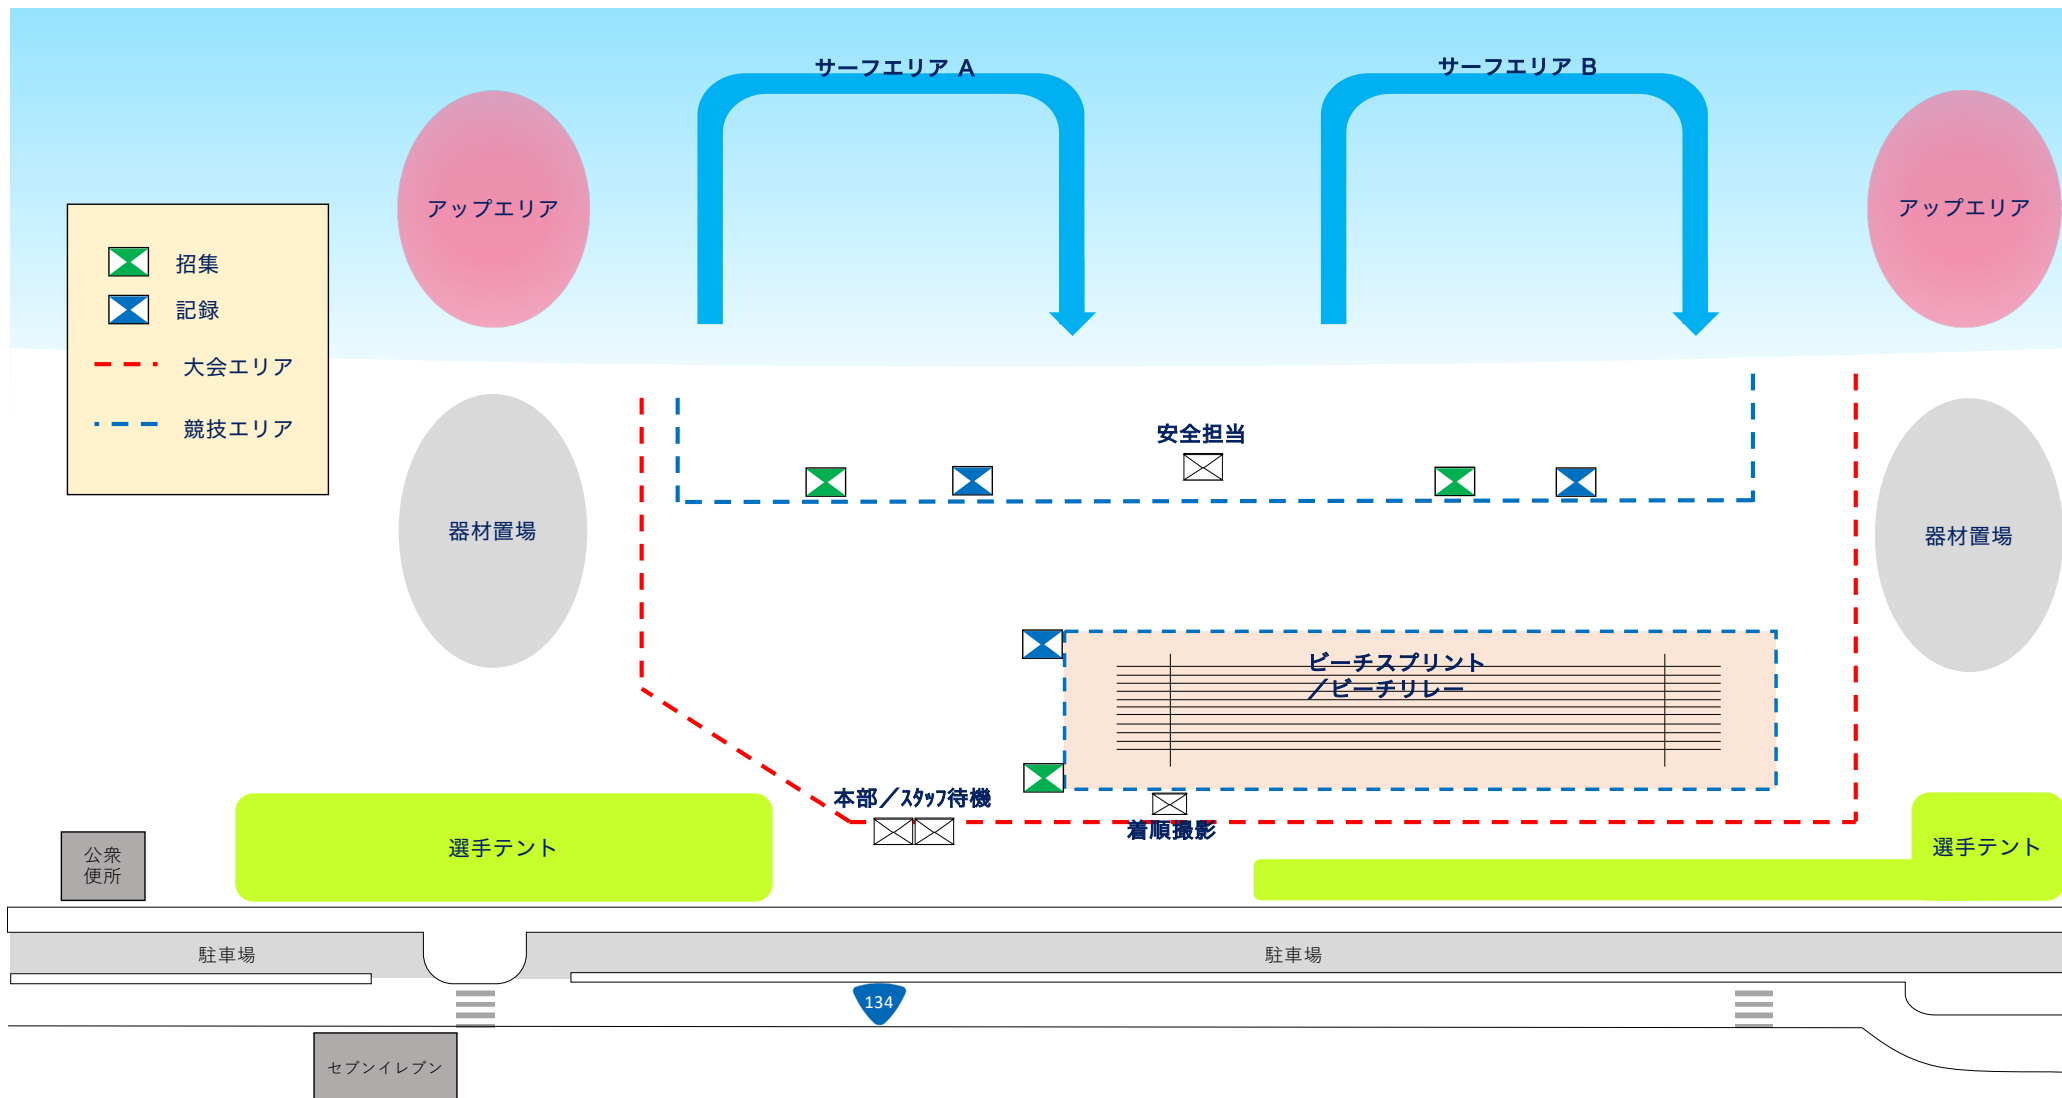 サーフエリア A
サーフエリア B
アップエリア
アップエリア
招集
記録
大会エリア
競技エリア
安全担当
器材置場
器材置場
ビーチスプリント
／ビーチリレー
本部／ｽﾀｯﾌ待機
着順撮影
選手テント
選手テント
公衆
便所
駐車場
駐車場
134
セブンイレブン